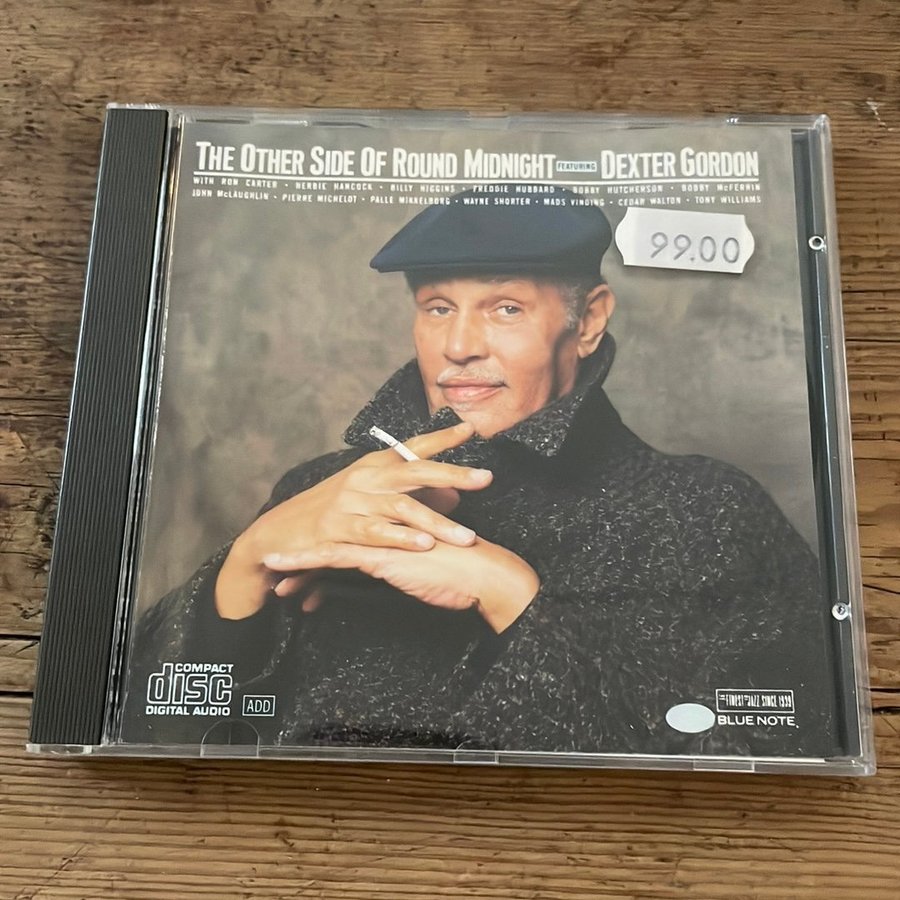 THE OTHER SIDE OF ROUND MIDNIGHT FEATURING DEXTER GORDON
WITH RON CARTER • HERBIE HANCOCK • BILLY HIGGINS • FREDDIE HUBBARD • BOBBY HUTCHERSON • BOBBY McFERRIN
JOHN McLAUGHLIN • PIERRE MICHELOT • PALLE MIKKELBORG • WAYNE SHORTER • MADS VINDING • CEDAR WALTON • TONY WILLIAMS
99.00
COMPACT
disc
DIGITAL AUDIO
ADD
THE FINEST IN JAZZ SINCE 1939
BLUE NOTE